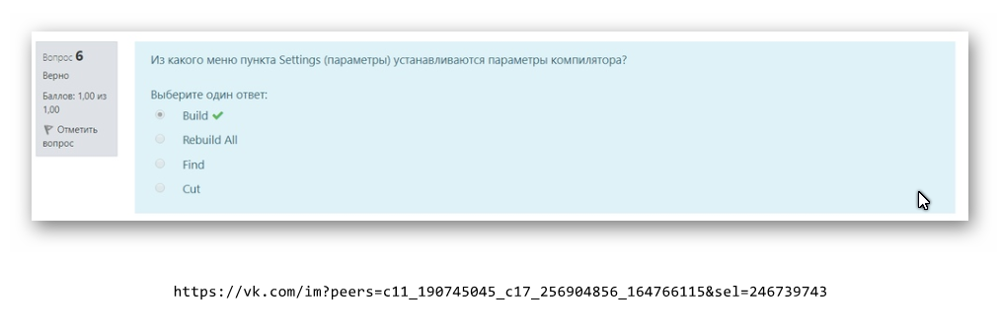 Вопрос 6
Верно
Баллов: 1,00 из
1,00
Отметить
вопрос
Из какого меню пункта Settings (параметры) устанавливаются параметры компилятора?
Выберите один ответ:
Build
Rebuild All
Find
Cut
https://vk.com/im?peers=c11_190745045_c17_256904856_164766115&sel=246739743